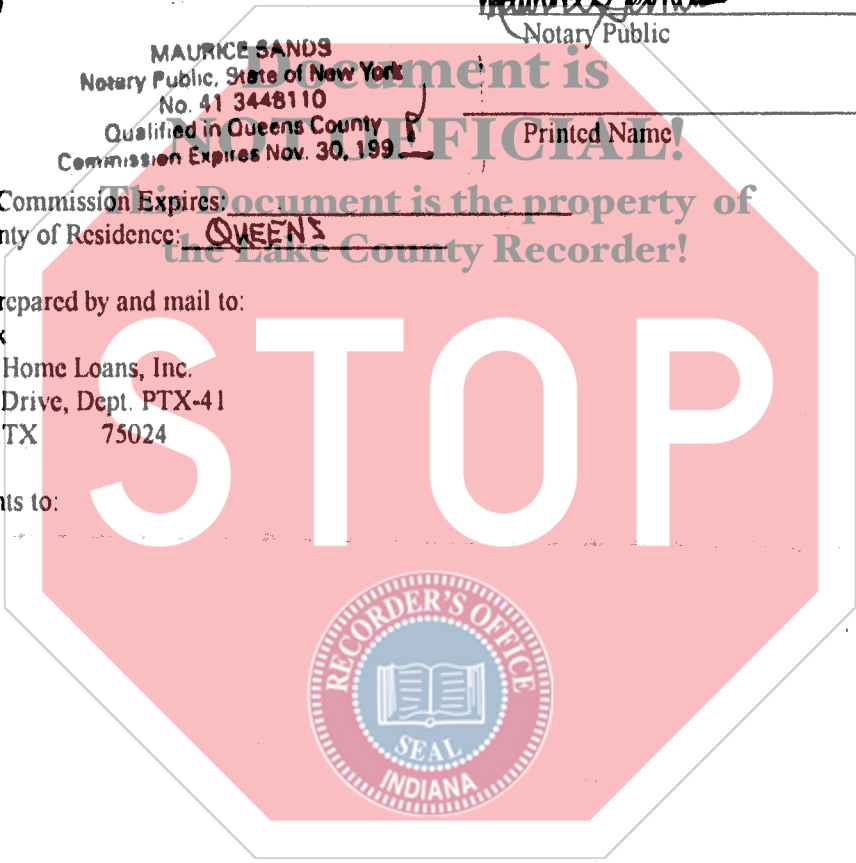 Notary Public
MAURICE SANDS
Notary Public, State of New York
No. 41 3448110
Qualified in Queens County
Commission Expires Nov. 30, 199
Printed Name
Document is
NOT OFFICIAL!
This Document is the property of
the Lake County Recorder!
Commission Expires:
nty of Residence: QUEENS
repared by and mail to:
Home Loans, Inc.
Drive, Dept. PTX-41
TX 75024
nts to:
STOP
RECORDER'S OFFICE
SEAL
INDIANA